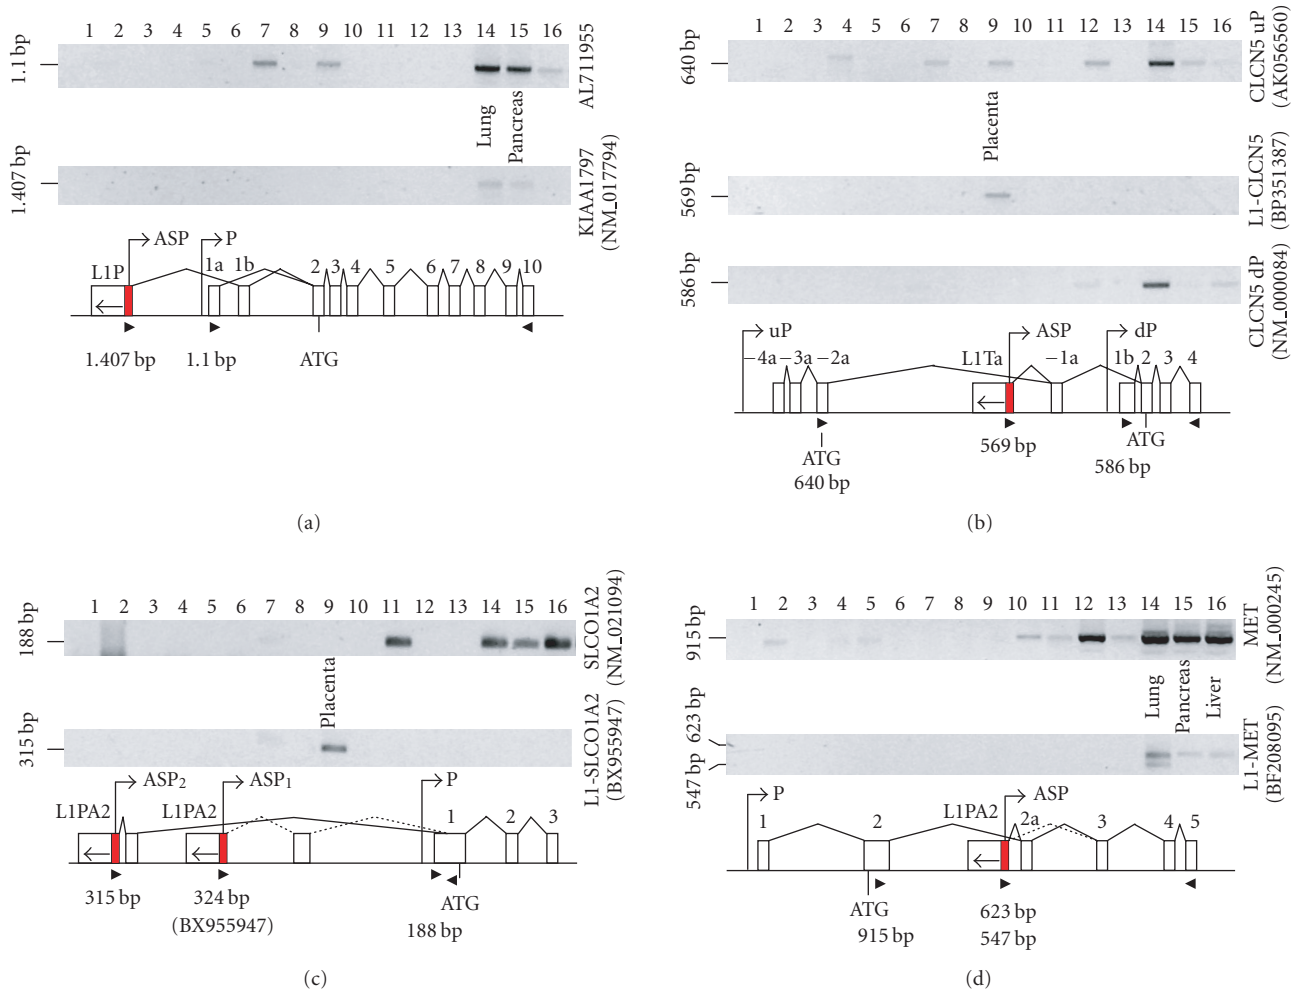 1 2 3 4 5 6 7 8 9 10 11 12 13 14 15 16
1.1 bp
AL711955
Lung
Pancreas
1.407 bp
KIAA1797
(NM_017794)
ASP
P
L1P
1a 1b 2 3 4 5 6 7 8 9 10
1.407 bp
1.1 bp
ATG
(a)
1 2 3 4 5 6 7 8 9 10 11 12 13 14 15 16
640 bp
CLCN5 uP
(AK056560)
Placenta
569 bp
L1-CLCN5
(BP351387)
586 bp
CLCN5 dP
(NM_000084)
uP
ASP
dP
−4a −3a −2a
L1Ta
−1a
1b 2 3 4
ATG
640 bp
569 bp
ATG
586 bp
(b)
1 2 3 4 5 6 7 8 9 10 11 12 13 14 15 16
188 bp
SLCO1A2
(NM_021094)
Placenta
315 bp
L1-SLCO1A2
(BX955947)
ASP2
ASP1
P
L1PA2
L1PA2
1 2 3
315 bp
324 bp
(BX955947)
ATG
188 bp
(c)
1 2 3 4 5 6 7 8 9 10 11 12 13 14 15 16
915 bp
MET
(NM_000245)
Lung
Pancreas
Liver
623 bp
547 bp
L1-MET
(BF208095)
P
ASP
L1PA2
1 2 2a 3 4 5
ATG
915 bp
623 bp
547 bp
(d)